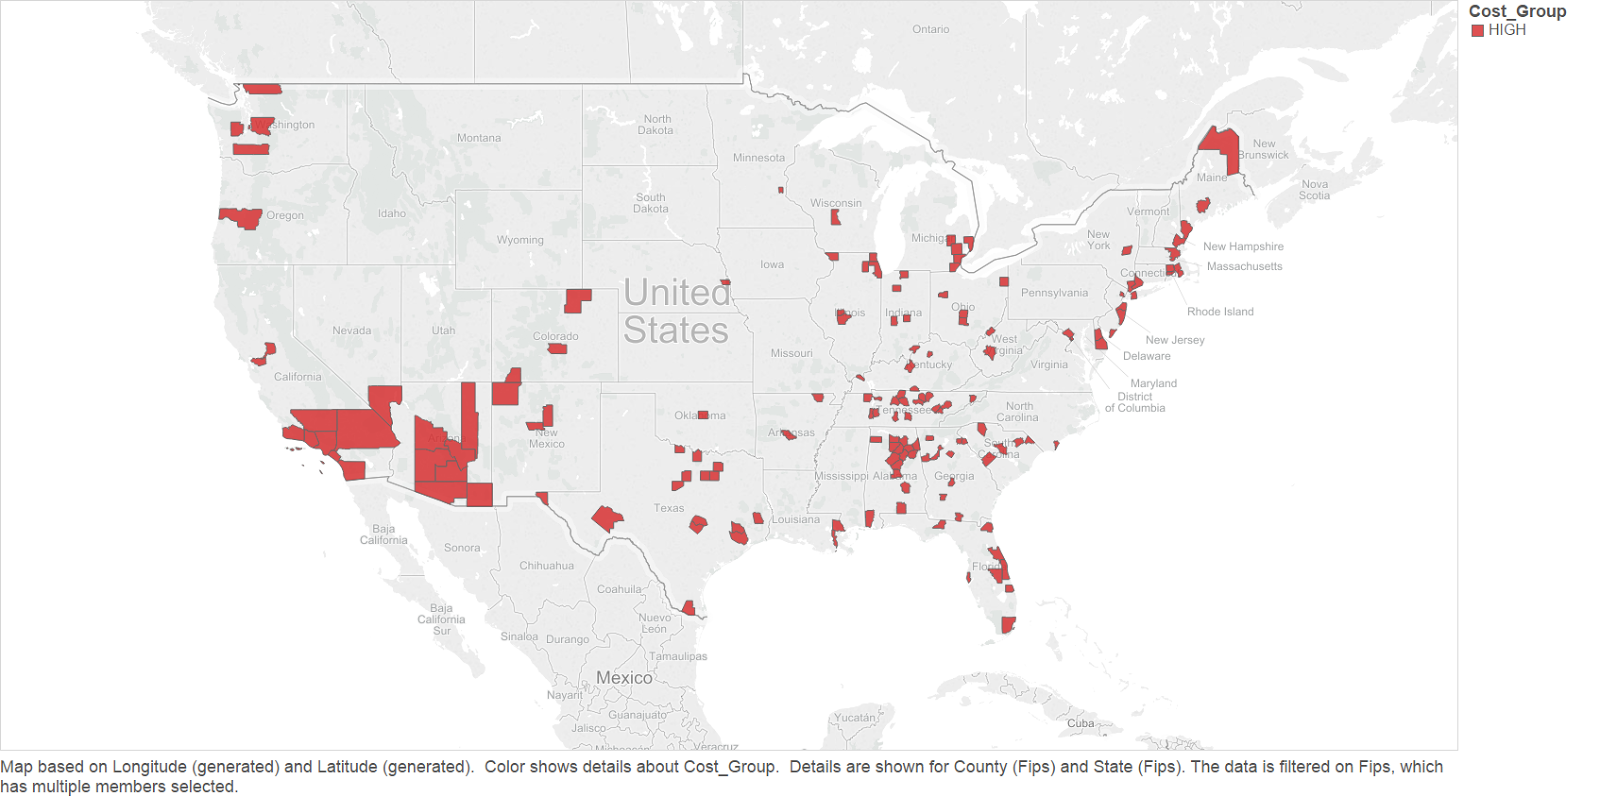 Cost_Group
HIGH
Ontario
Washington
Montana
North
Dakota
Minnesota
New
Brunswick
Maine
Nova
Scotia
Oregon
Idaho
South
Dakota
Wisconsin
Vermont
Wyoming
Michig
New
York
New Hampshire
Massachusetts
Iowa
Connectic
United
States
Pennsylvania
Rhode Island
Nevada
Utah
Colorado
Illinois
Indiana
Ohio
New Jersey
Delaware
West
Virginia
Missouri
Kentucky
Virginia
California
Maryland
District
of Columbia
Oklahoma
Tennessee
North
Carolina
Arizona
New
Mexico
Arkansas
South
Carolina
Mississippi
Alabama
Georgia
Texas
Louisiana
Baja
California
Sonora
Chihuahua
Florida
Coahuila
Baja
California
Sur
Nuevo
León
Sinaloa
Durango
Tamaulipas
Mexico
Nayarit
Guanajuato
Yucatán
Cuba
Jalisco
Michoacán
Veracruz
Map based on Longitude (generated) and Latitude (generated).  Color shows details about Cost_Group.  Details are shown for County (Fips) and State (Fips). The data is filtered on Fips, which
has multiple members selected.